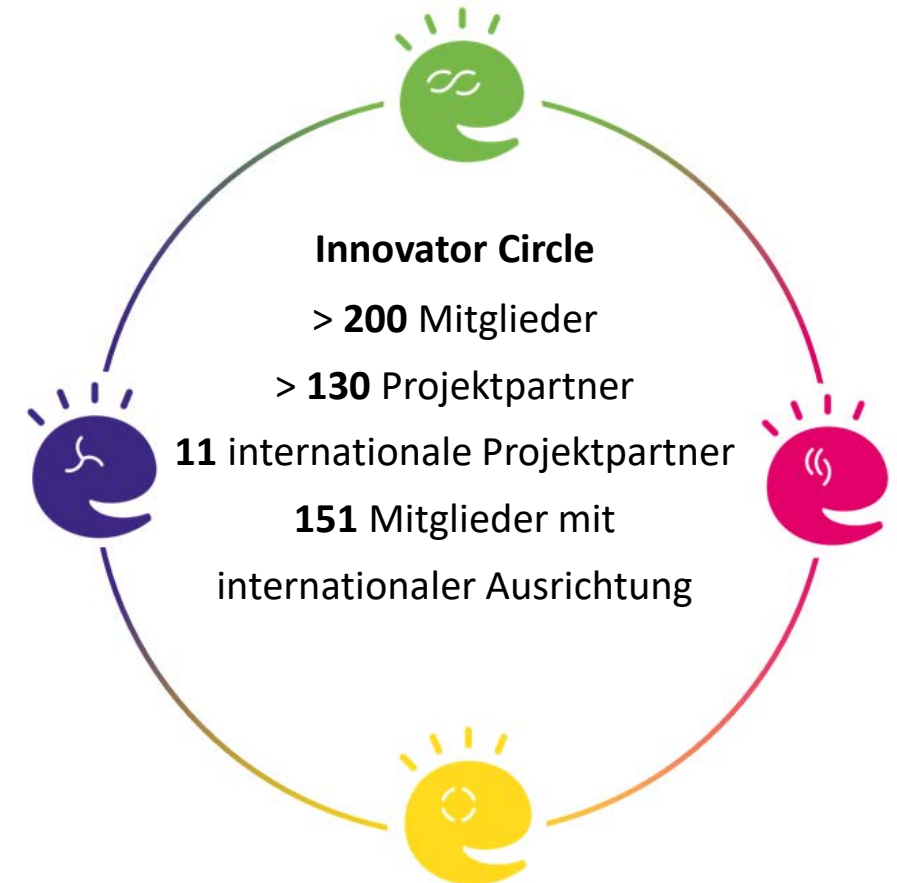 Innovator Circle
> 200 Mitglieder
> 130 Projektpartner
11 internationale Projektpartner
151 Mitglieder mit
internationaler Ausrichtung